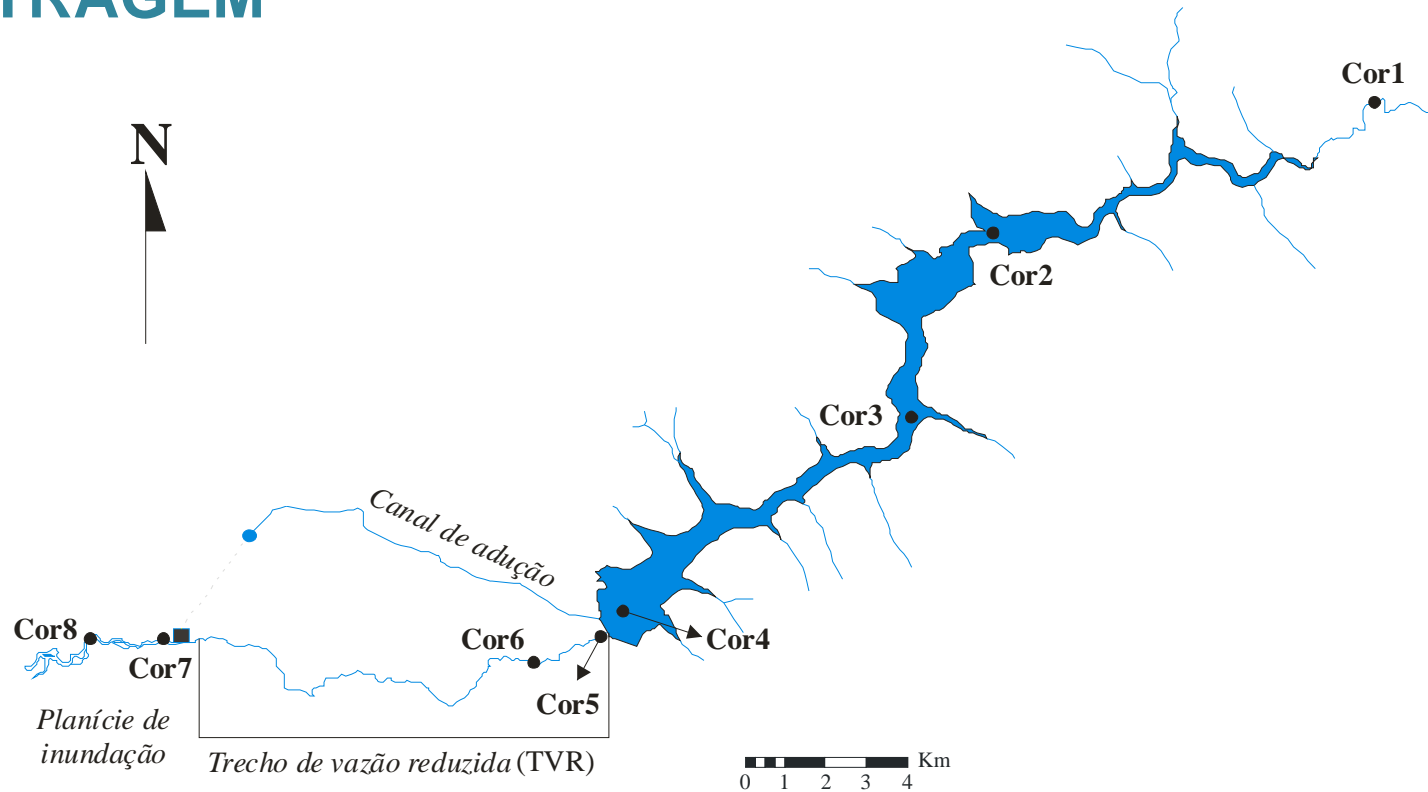 TRAGEM
N
Cor1
Cor2
Cor3
Canal de adução
Cor4
Cor5
Cor6
Cor7
Cor8
Planície de
inundação
Trecho de vazão reduzida (TVR)
Km
0 1 2 3 4